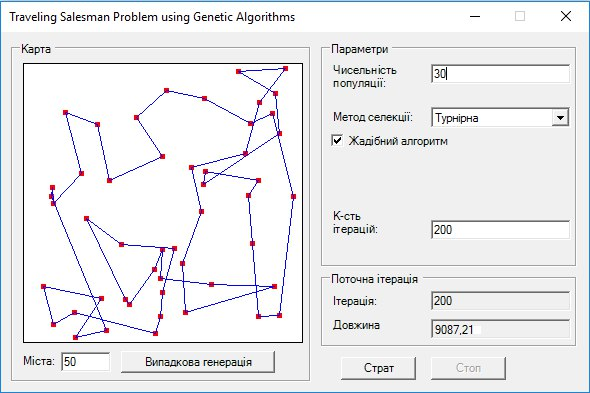 Traveling Salesman Problem using Genetic Algorithms
Карта
Міста:
50
Випадкова генерація
Параметри
Чисельність
популяції:
30
Метод селекції:
Турнірна
Жадібний алгоритм
К-сть
ітерацій:
200
Поточна ітерація
Ітерація:
200
Довжина
9087,21
Страт
Стоп